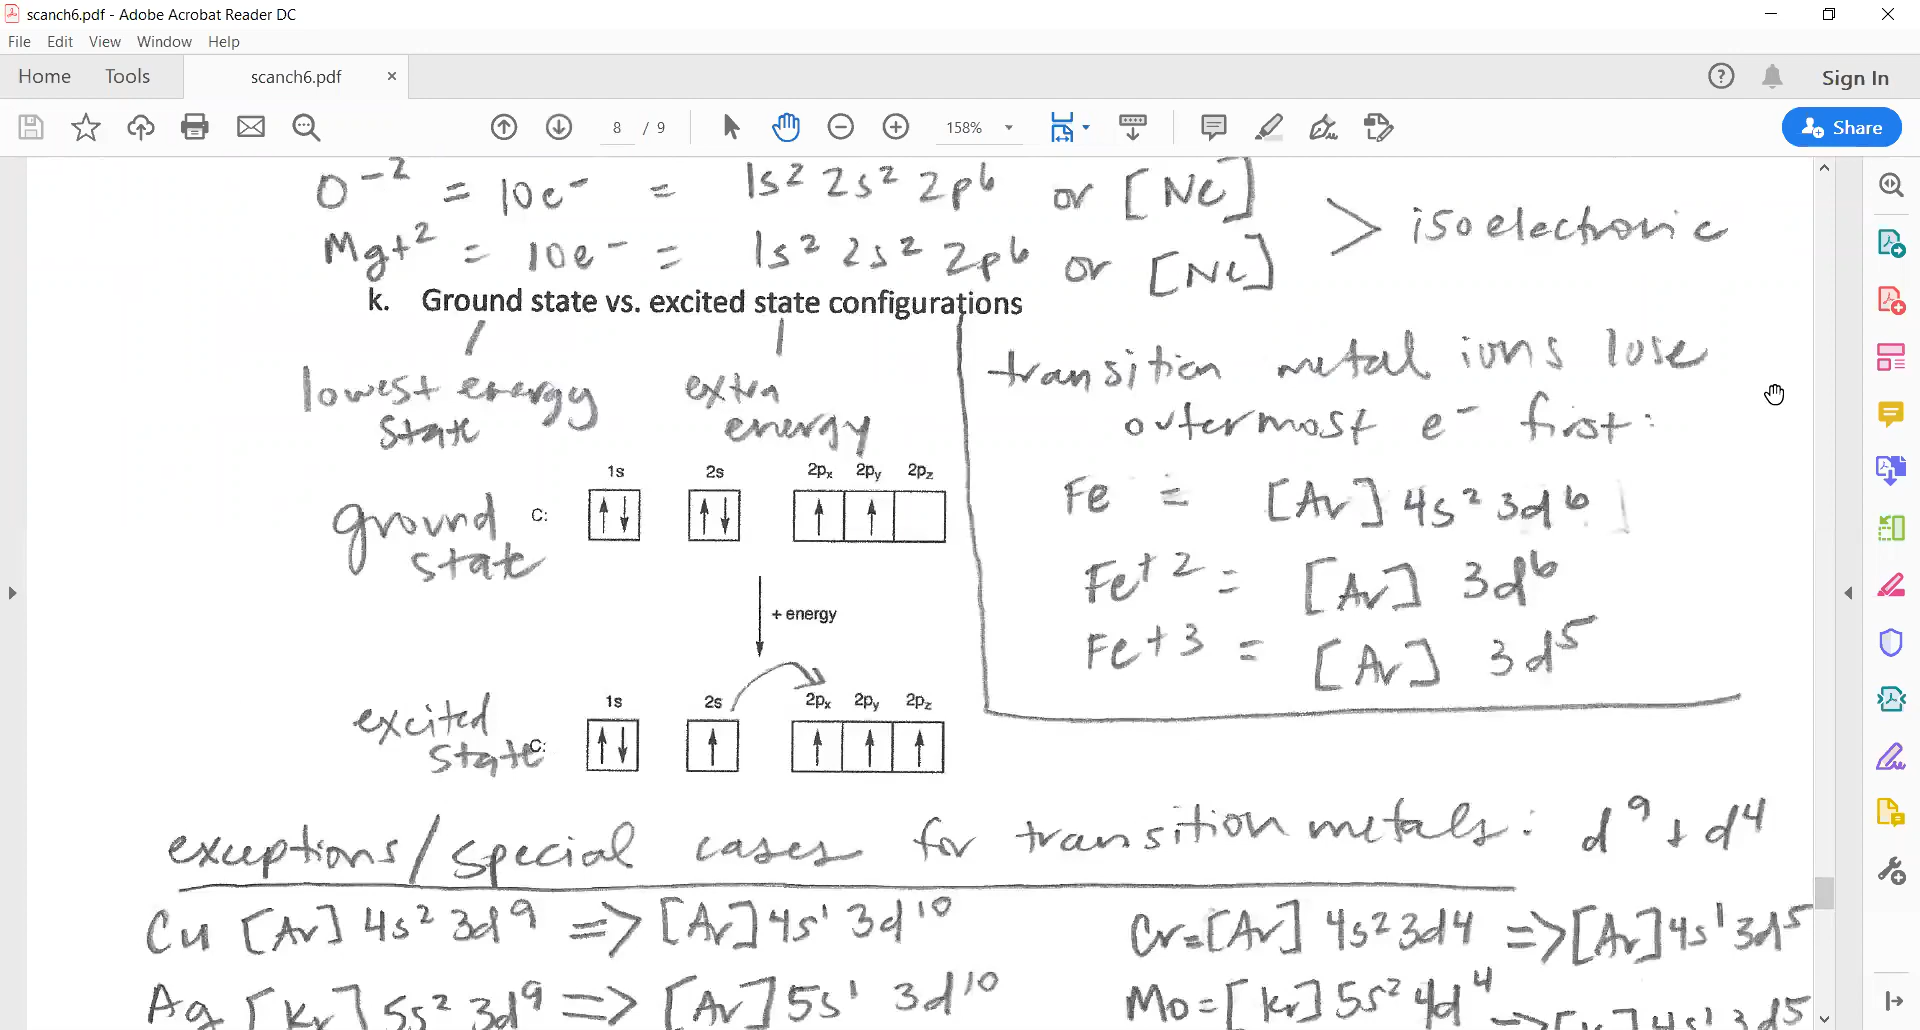 scanch6.pdf - Adobe Acrobat Reader DC
File Edit View Window Help
Home Tools scanch6.pdf ×
? Sign In
8 / 9 158% Share
O⁻² = 10e⁻ = 1s² 2s² 2p⁶ or [Ne]
> isoelectronic
Mg+² = 10e⁻ = 1s² 2s² 2p⁶ or [Ne]
k. Ground state vs. excited state configurations
lowest energy state
extra energy
transition metal ions lose
outermost e⁻ first:
1s 2s 2pₓ 2pᵧ 2p_z
ground state C: ↑↓ ↑↓ ↑ ↑
Fe = [Ar] 4s² 3d⁶
Fe⁺² = [Ar] 3d⁶
+ energy
Fe⁺³ = [Ar] 3d⁵
1s 2s 2pₓ 2pᵧ 2p_z
excited state C: ↑↓ ↑ ↑ ↑ ↑
exceptions/special cases for transition metals: d⁹ + d⁴
Cu [Ar] 4s² 3d⁹ => [Ar] 4s¹ 3d¹⁰
Cr=[Ar] 4s² 3d4 => [Ar] 4s¹ 3d⁵
Ag [Kr] 5s² 3d⁹ => [Ar] 5s¹ 3d¹⁰
Mo=[Kr] 5s² 4d⁴ =>